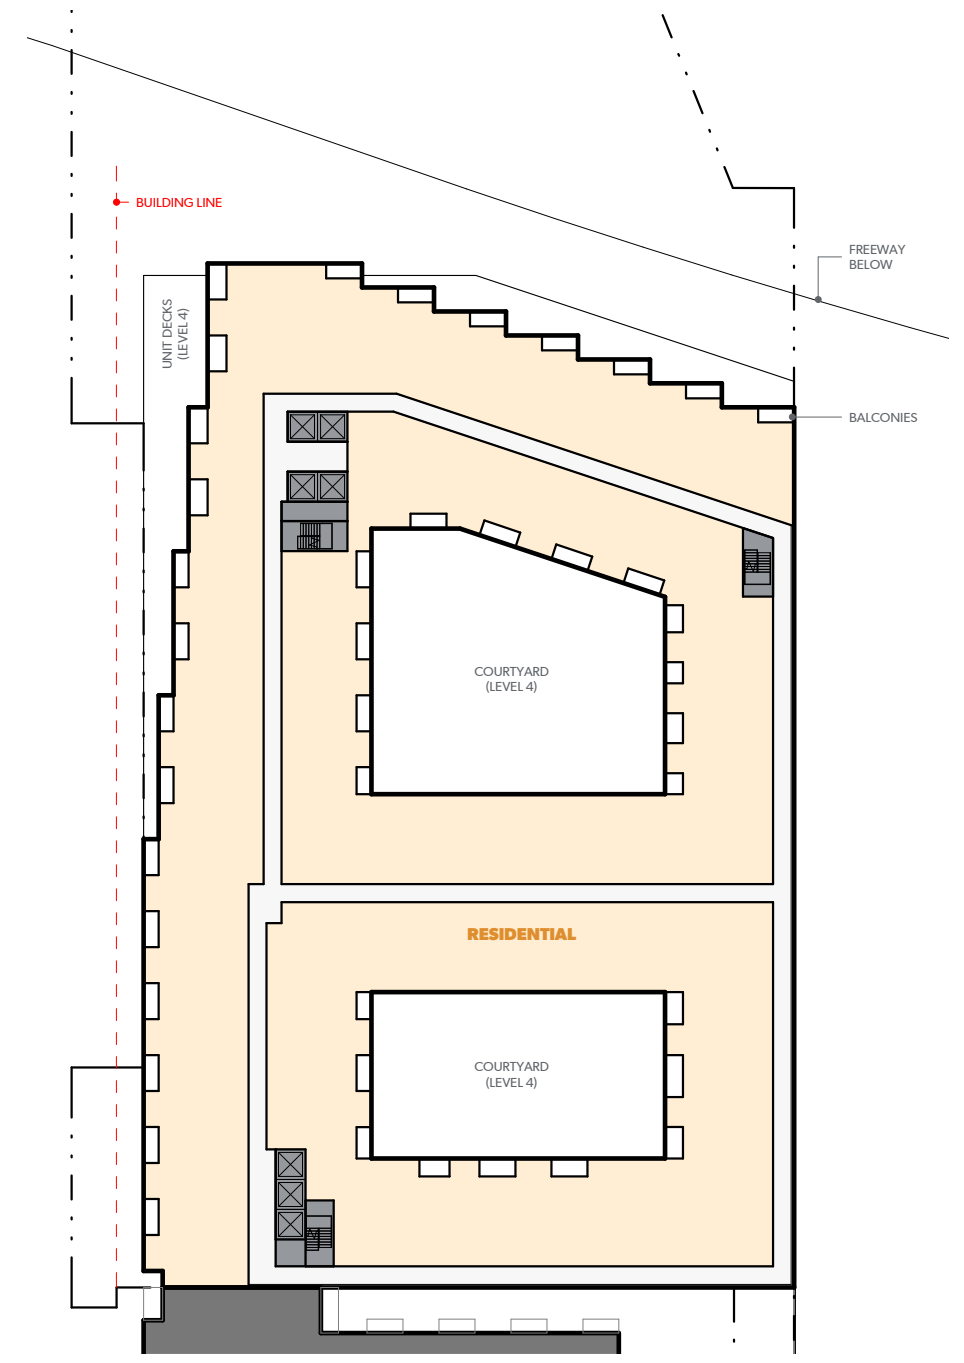 BUILDING LINE
FREEWAY
BELOW
UNIT DECKS
(LEVEL 4)
BALCONIES
COURTYARD
(LEVEL 4)
RESIDENTIAL
COURTYARD
(LEVEL 4)